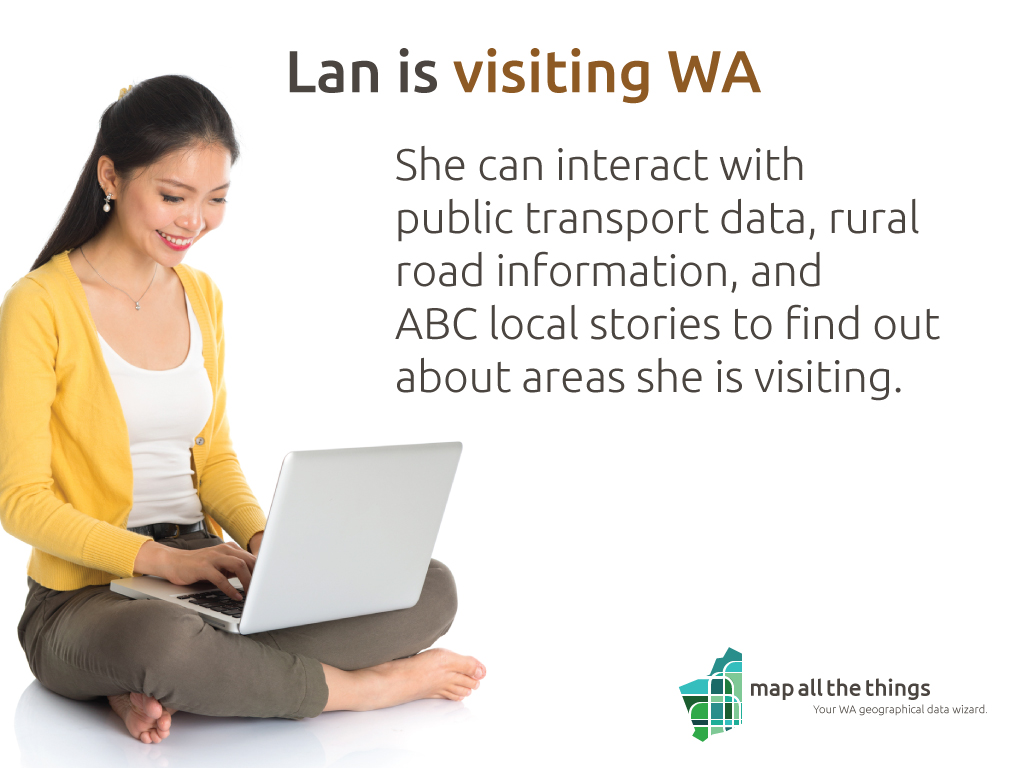 Lan is visiting WA
She can interact with
public transport data, rural
road information, and
ABC local stories to find out
about areas she is visiting.
map all the things
Your WA geographical data wizard.